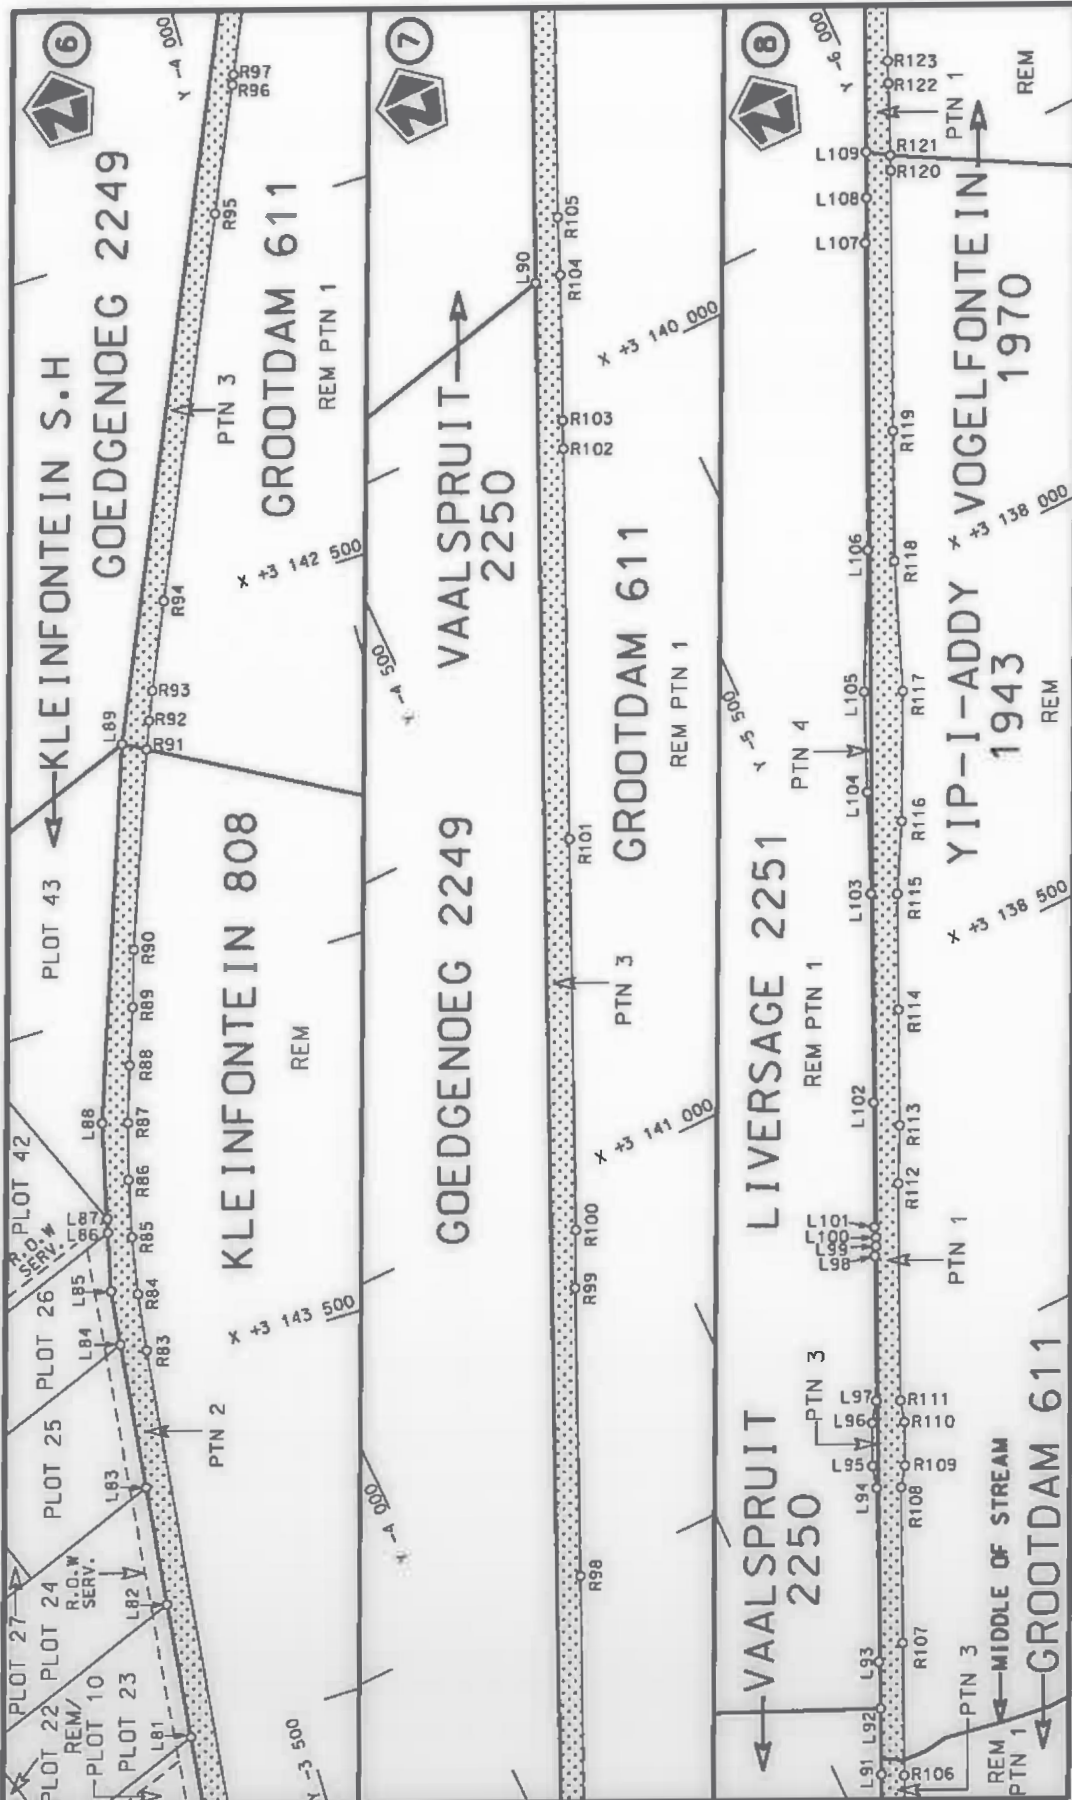 6
N
Y -4 000
R97
R96
R95
R94
R93
R92
R91
L89
KLEINFONTEIN S.H
GOEDGENOEG 2249
GROOTDAM 611
REM PTN 1
PTN 3
X +3 142 500
PLOT 43
R90
R89
R88
R87
R86
R85
R84
R83
L88
L87
L86
L85
L84
L83
L82
L81
KLEINFONTEIN 808
REM
X +3 143 500
PTN 2
PLOT 42
R.O.W
SERV.
PLOT 26
PLOT 25
PLOT 24
R.O.W
SERV.
PLOT 27
PLOT 22
REM/
PLOT 10
PLOT 23
Y -3 500
7
N
R105
R104
L90
VAALSPRUIT
2250
X +3 140 000
R103
R102
Y -4 500
GROOTDAM 611
REM PTN 1
GOEDGENOEG 2249
R101
PTN 3
X +3 141 000
R100
R99
Y -4 000
R98
8
N
Y -6 000
R123
R122
PTN 1
REM
L109
R121
R120
L108
L107
VOGELFONTEIN
1970
R119
X +3 138 000
L106
R118
YIP-I-ADDY
1943
REM
L105
R117
Y -5 500
PTN 4
L104
R116
L103
R115
X +3 138 500
LIVERSAGE 2251
REM PTN 1
R114
L102
R113
R112
L101
L100
L99
L98
PTN 1
PTN 3
L97
L96
L95
L94
R111
R110
R109
R108
VAALSPRUIT
2250
R107
L93
L92
L91
R106
PTN 3
MIDDLE OF STREAM
REM
PTN 1
GROOTDAM 611